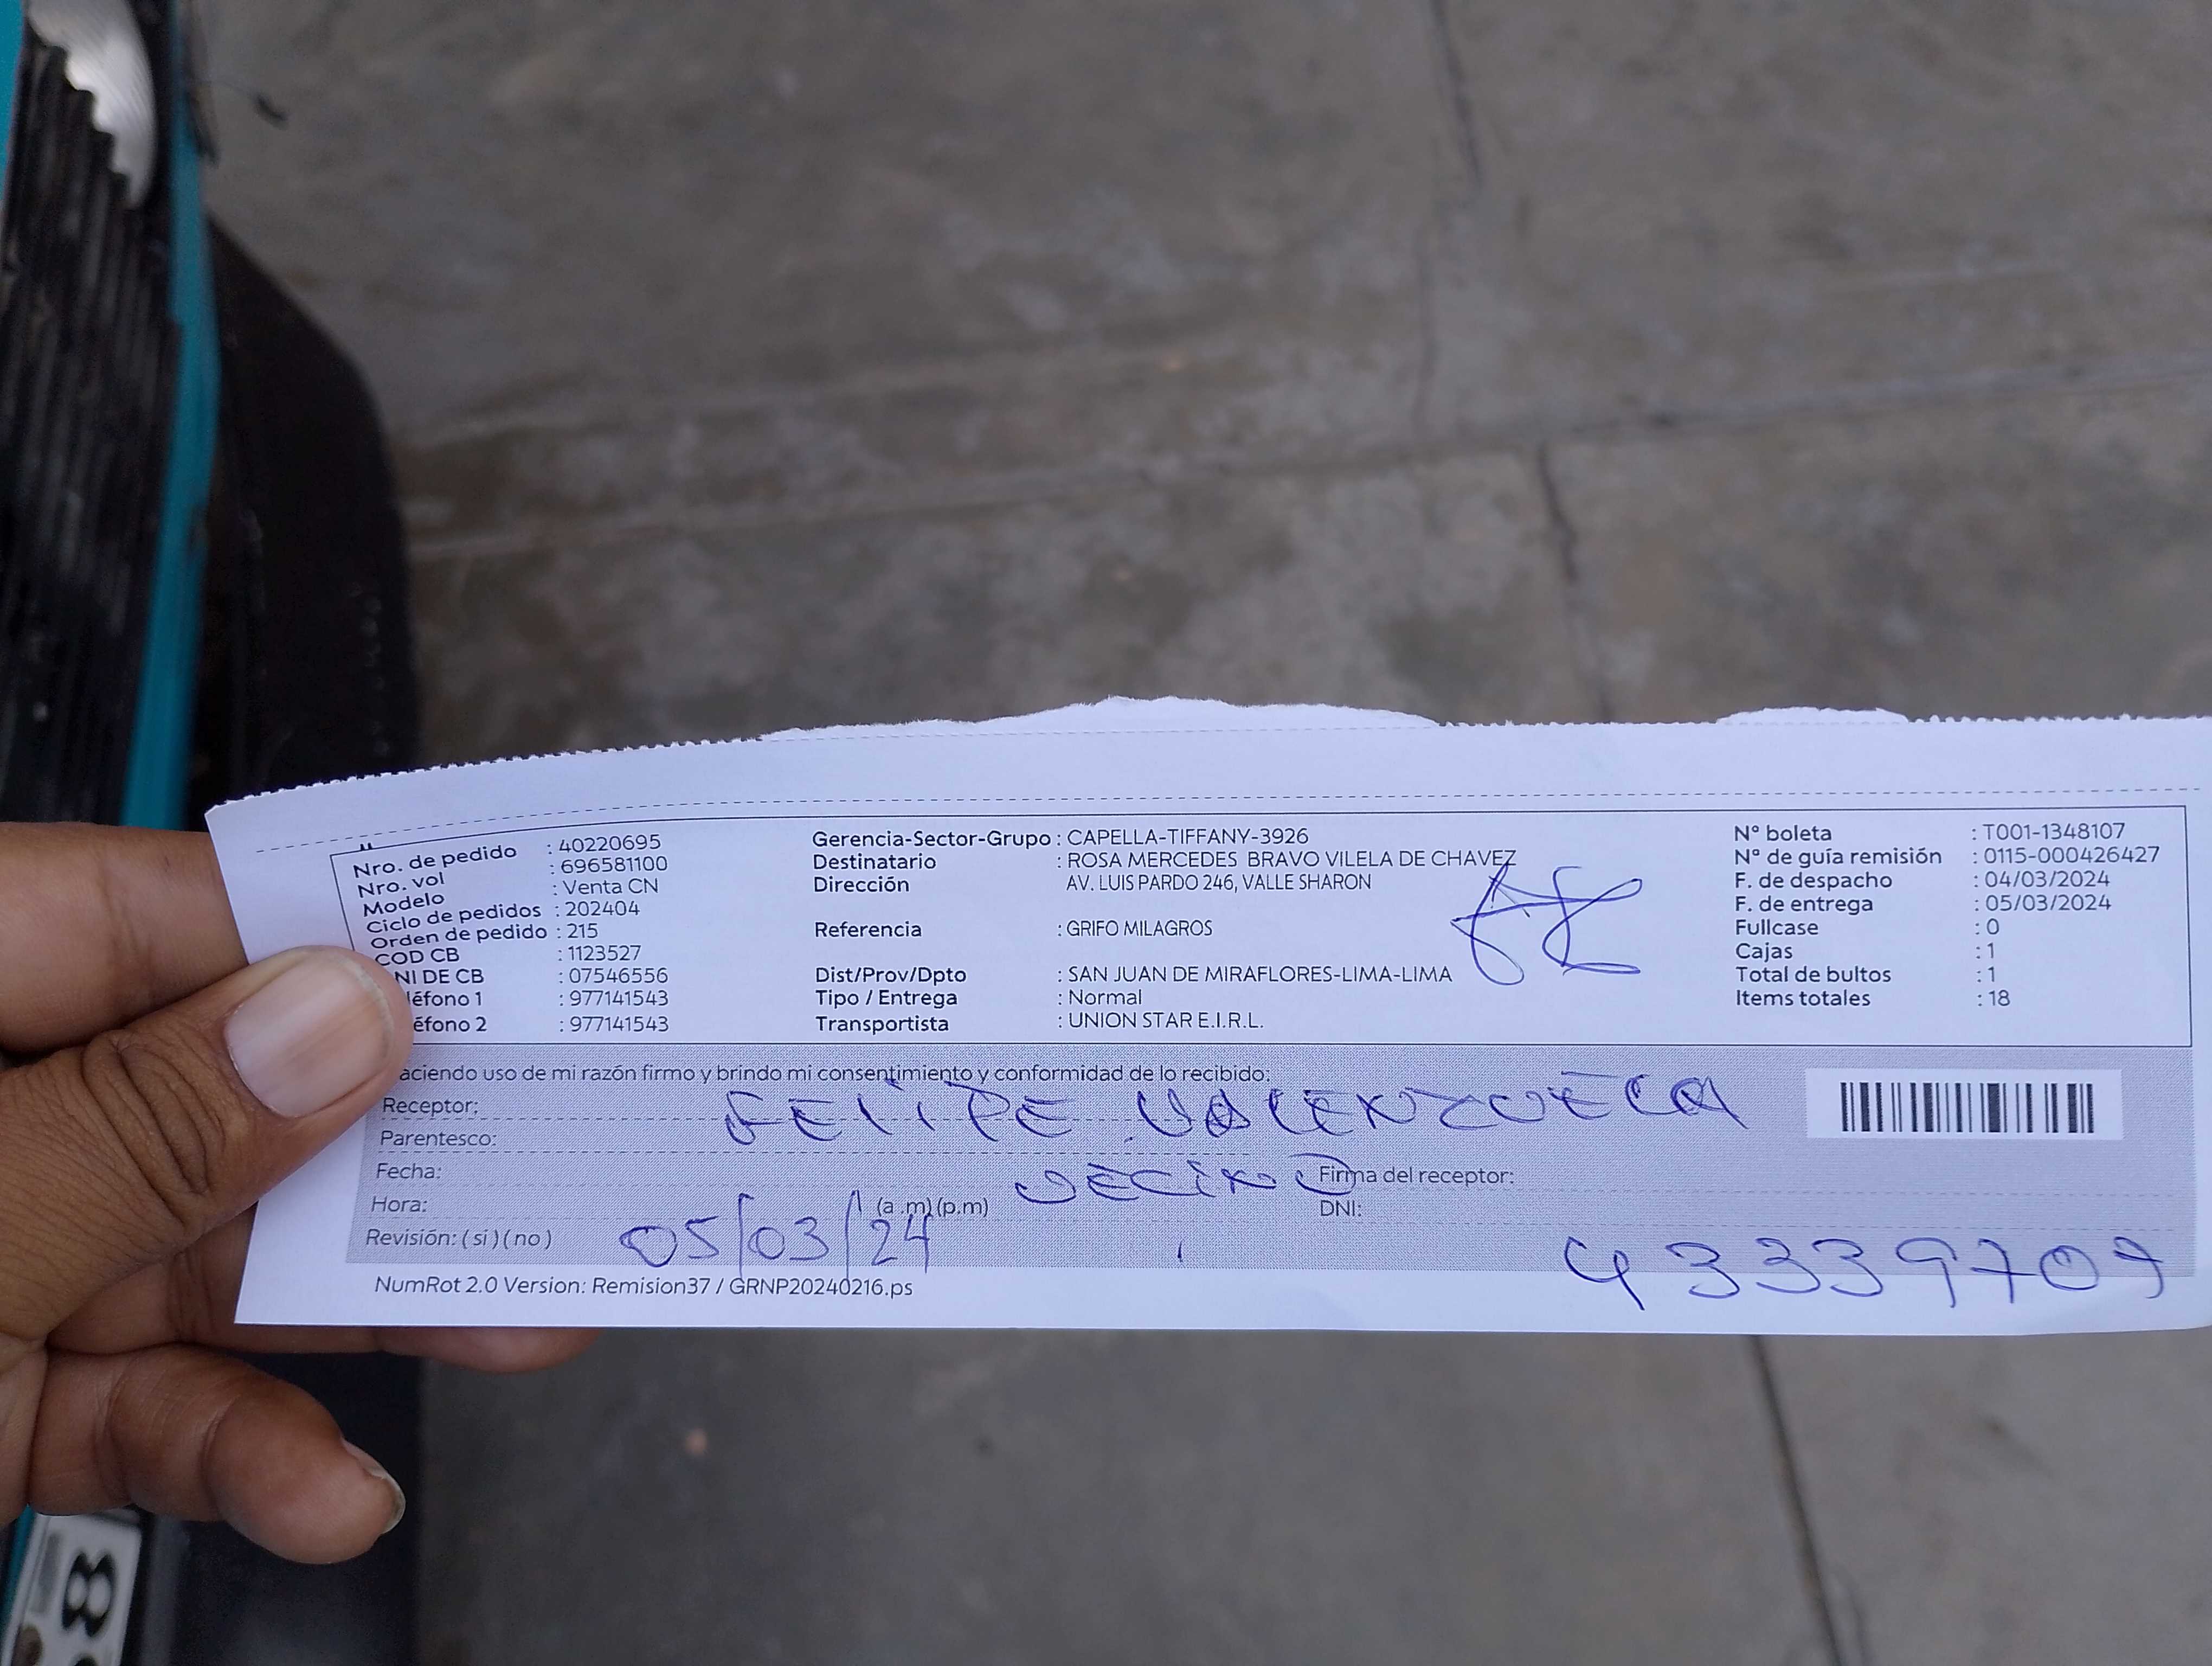 Nro. de pedido : 40220695
Nro. vol : 696581100
Modelo : Venta CN
Ciclo de pedidos : 202404
Orden de pedido : 215
COD CB : 1123527
NI DE CB : 07546556
léfono 1 : 977141543
éfono 2 : 977141543
Gerencia-Sector-Grupo : CAPELLA-TIFFANY-3926
Destinatario : ROSA MERCEDES BRAVO VILELA DE CHAVEZ
Dirección AV. LUIS PARDO 246, VALLE SHARON
Referencia : GRIFO MILAGROS
Dist/Prov/Dpto : SAN JUAN DE MIRAFLORES-LIMA-LIMA
Tipo / Entrega : Normal
Transportista : UNION STAR E.I.R.L.
N° boleta : T001-1348107
N° de guía remisión : 0115-000426427
F. de despacho : 04/03/2024
F. de entrega : 05/03/2024
Fullcase : 0
Cajas : 1
Total de bultos : 1
Items totales : 18
aciendo uso de mi razón firmo y brindo mi consentimiento y conformidad de lo recibido:
Receptor: FELIPE VALENZUELA
Parentesco: VECINO
Fecha: 05/03/24
Hora: (a .m) (p.m)
Revisión: ( si ) ( no )
Firma del receptor:
DNI: 43339709
NumRot 2.0 Version: Remision37 / GRNP20240216.ps
8